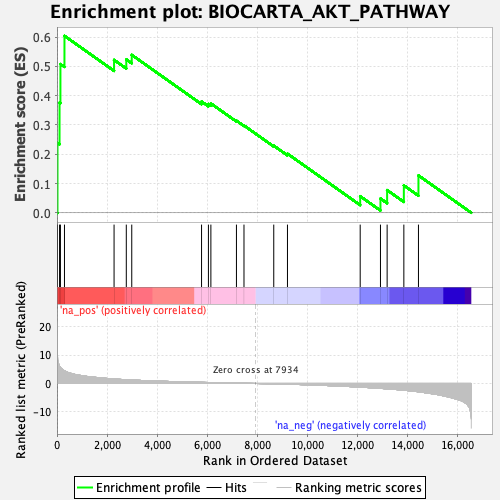 Enrichment plot: BIOCARTA_AKT_PATHWAY
Enrichment score (ES)
0.6
0.5
0.4
0.3
0.2
0.1
0.0
'na_pos' (positively correlated)
Ranked list metric (PreRanked)
20
10
0
-10
Zero cross at 7934
'na_neg' (negatively correlated)
0 2,000 4,000 6,000 8,000 10,000 12,000 14,000 16,000
Rank in Ordered Dataset
Enrichment profile Hits Ranking metric scores